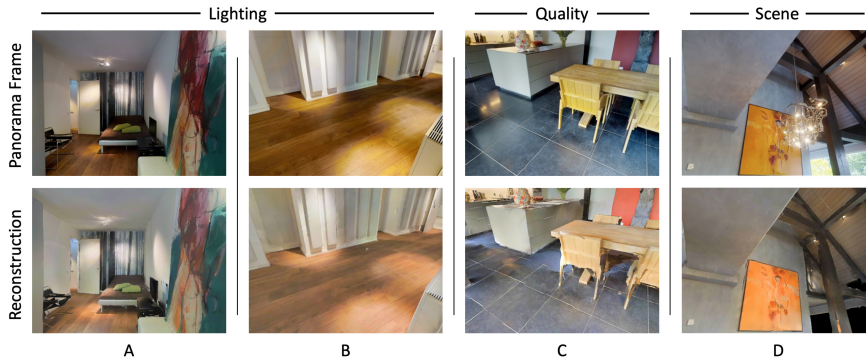 Lighting Quality Scene
Panorama Frame
Reconstruction
A B C D